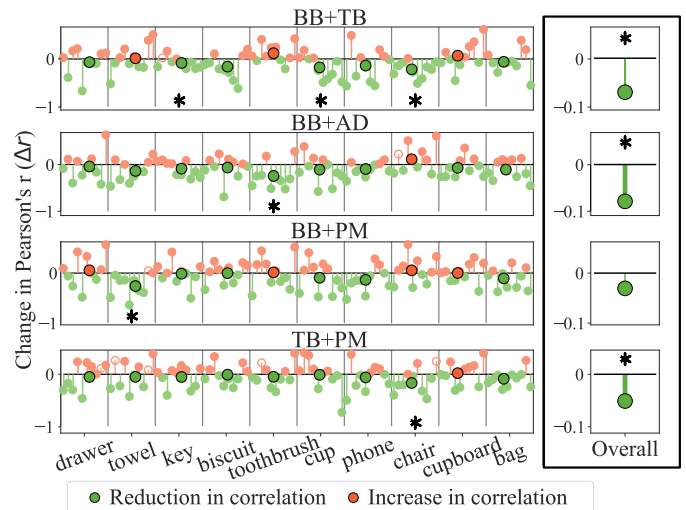 BB+TB
0
−1
0
−0.1
*
*
*
*
BB+AD
0
−1
0
−0.1
*
*
BB+PM
0
−1
0
−0.1
*
TB+PM
0
−1
0
−0.1
*
*
Change in Pearson's r (Δr)
drawer
towel
key
biscuit
toothbrush
cup
phone
chair
cupboard
bag
Overall
Reduction in correlation
Increase in correlation